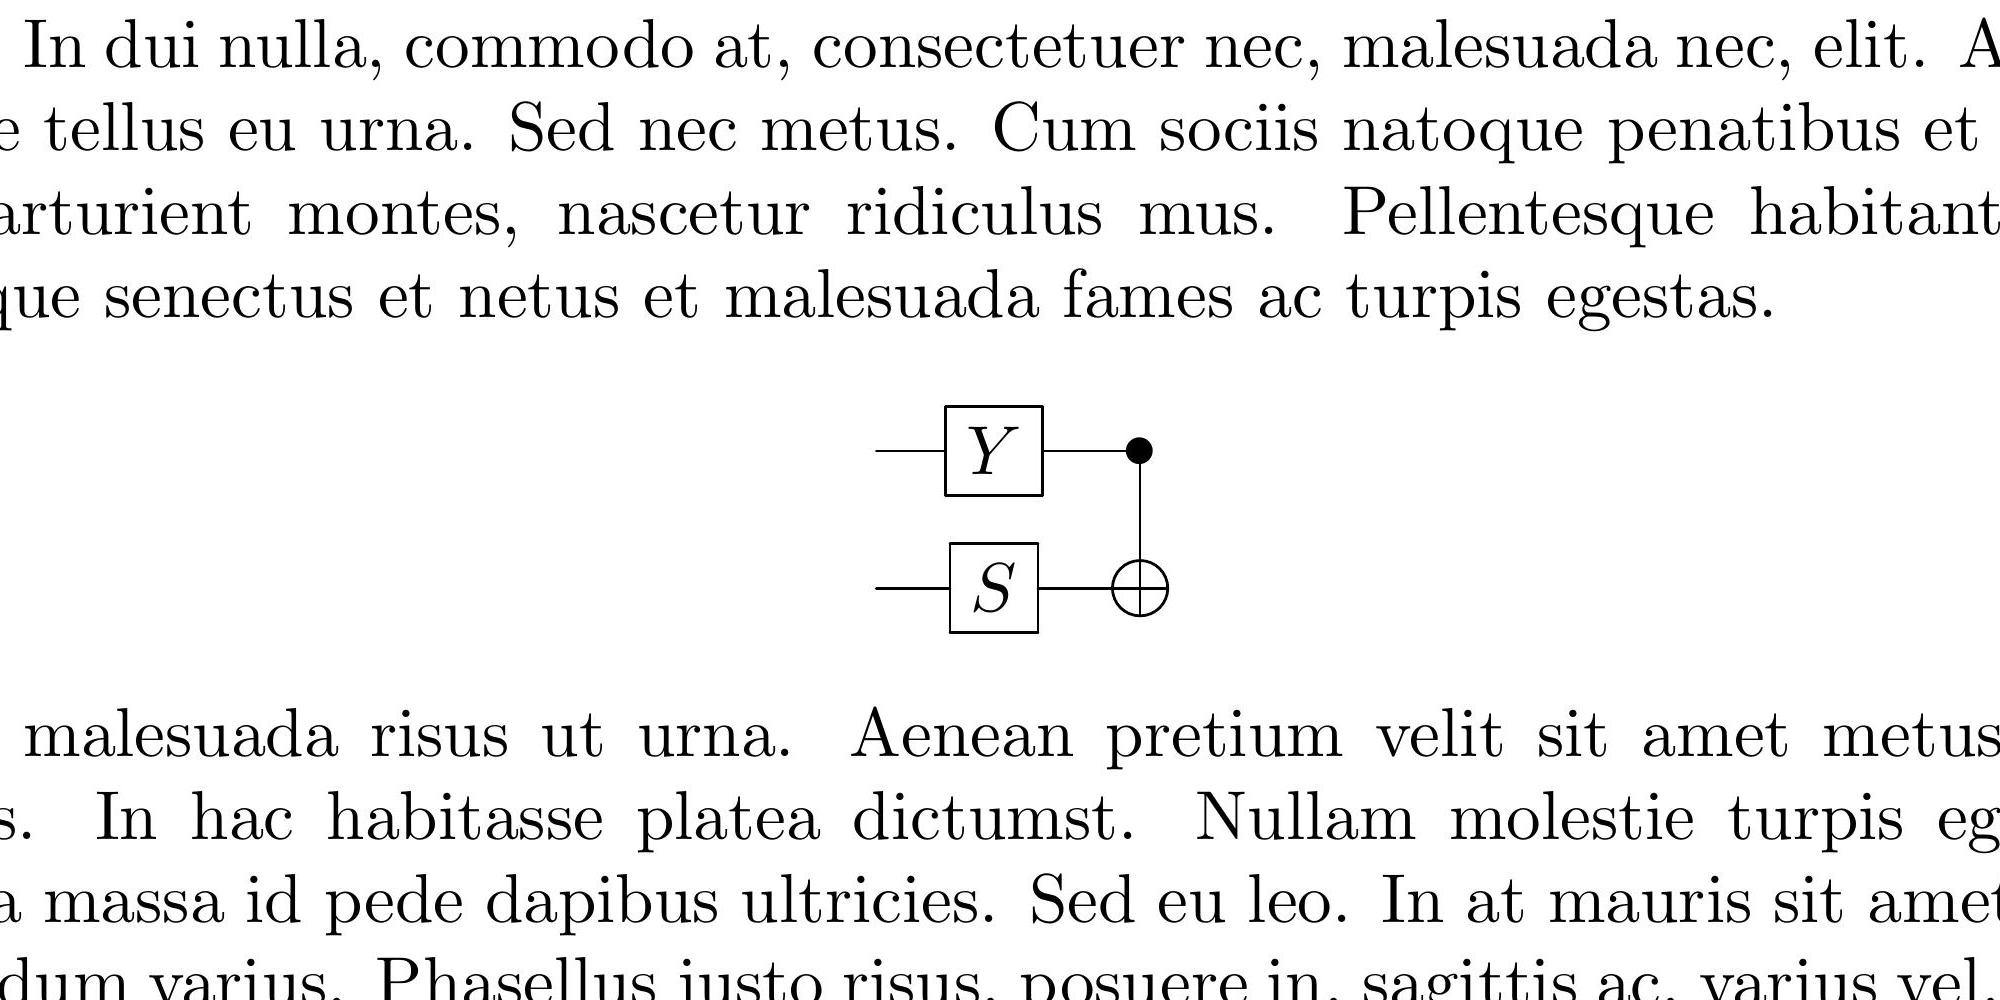 In dui nulla, commodo at, consectetuer nec, malesuada nec, elit. A
e tellus eu urna. Sed nec metus. Cum sociis natoque penatibus et
arturient montes, nascetur ridiculus mus. Pellentesque habitant
que senectus et netus et malesuada fames ac turpis egestas.
Y
S
malesuada risus ut urna. Aenean pretium velit sit amet metus
s. In hac habitasse platea dictumst. Nullam molestie turpis eg
a massa id pede dapibus ultricies. Sed eu leo. In at mauris sit amet
dum varius. Phasellus justo risus, posuere in, sagittis ac, varius vel,